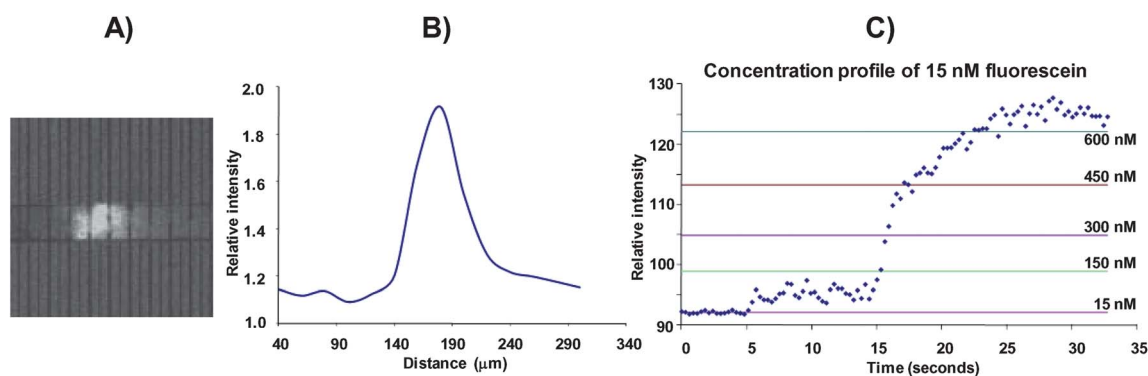 A)
B)
C)
Relative intensity
2.0
1.8
1.6
1.4
1.2
1.0
40
90
140
190
240
290
340
Distance (μm)
Concentration profile of 15 nM fluorescein
Relative intensity
130
120
110
100
90
600 nM
450 nM
300 nM
150 nM
15 nM
0
5
10
15
20
25
30
35
Time (seconds)